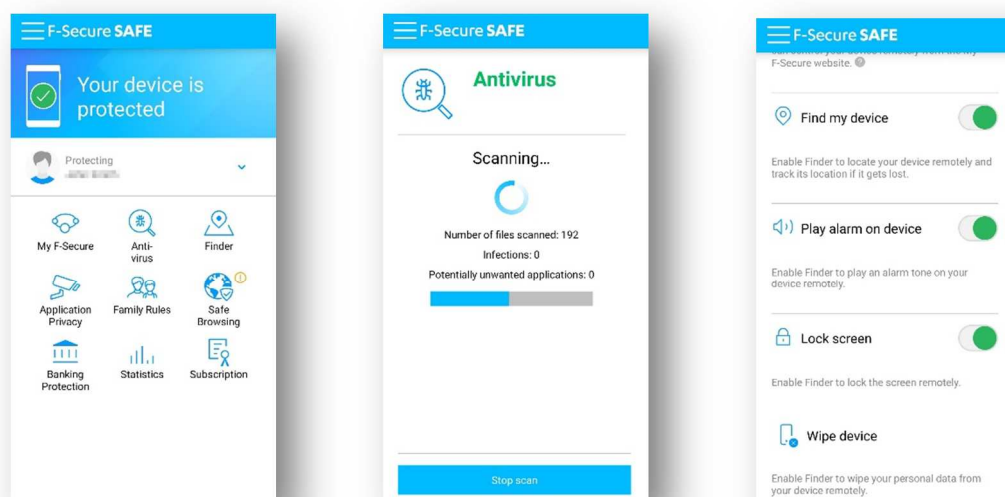 F-Secure SAFE
Your device is
protected
Protecting
My F-Secure
Anti-
virus
Finder
Application
Privacy
Family Rules
Safe
Browsing
Banking
Protection
Statistics
Subscription
F-Secure SAFE
Antivirus
Scanning...
Number of files scanned: 192
Infections: 0
Potentially unwanted applications: 0
Stop scan
F-Secure SAFE
F-Secure website.
Find my device
Enable Finder to locate your device remotely and
track its location if it gets lost.
Play alarm on device
Enable Finder to play an alarm tone on your
device remotely.
Lock screen
Enable Finder to lock the screen remotely.
Wipe device
Enable Finder to wipe your personal data from
your device remotely.